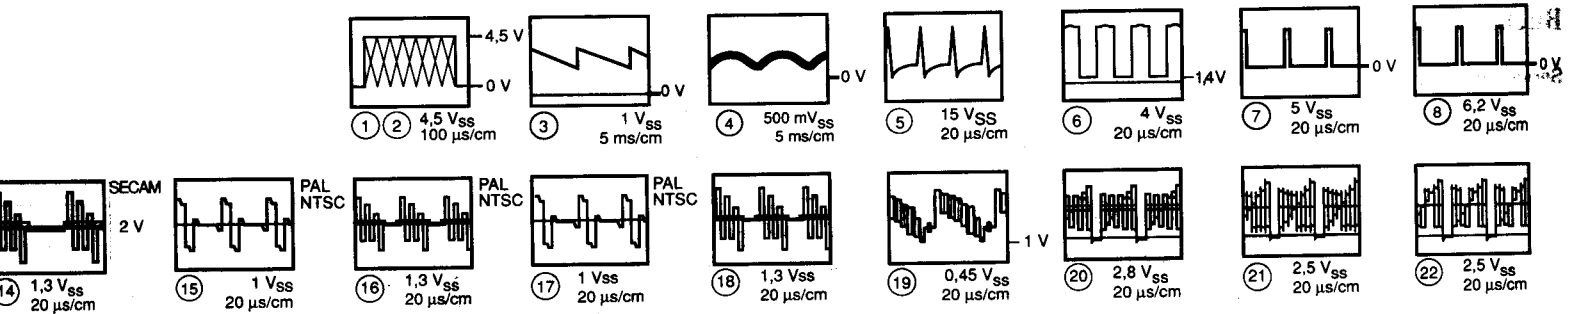 4,5 V
0 V
1 2 4,5 VSS
100 µs/cm
0 V
3 1 VSS
5 ms/cm
0 V
4 500 mVSS
5 ms/cm
5 15 VSS
20 µs/cm
1,4V
6 4 VSS
20 µs/cm
0 V
7 5 VSS
20 µs/cm
0 V
8 6,2 VSS
20 µs/cm
SECAM
2 V
14 1,3 VSS
20 µs/cm
PAL
NTSC
15 1 VSS
20 µs/cm
PAL
NTSC
16 1,3 VSS
20 µs/cm
PAL
NTSC
17 1 VSS
20 µs/cm
18 1,3 VSS
20 µs/cm
1 V
19 0,45 VSS
20 µs/cm
20 2,8 VSS
20 µs/cm
21 2,5 VSS
20 µs/cm
22 2,5 VSS
20 µs/cm